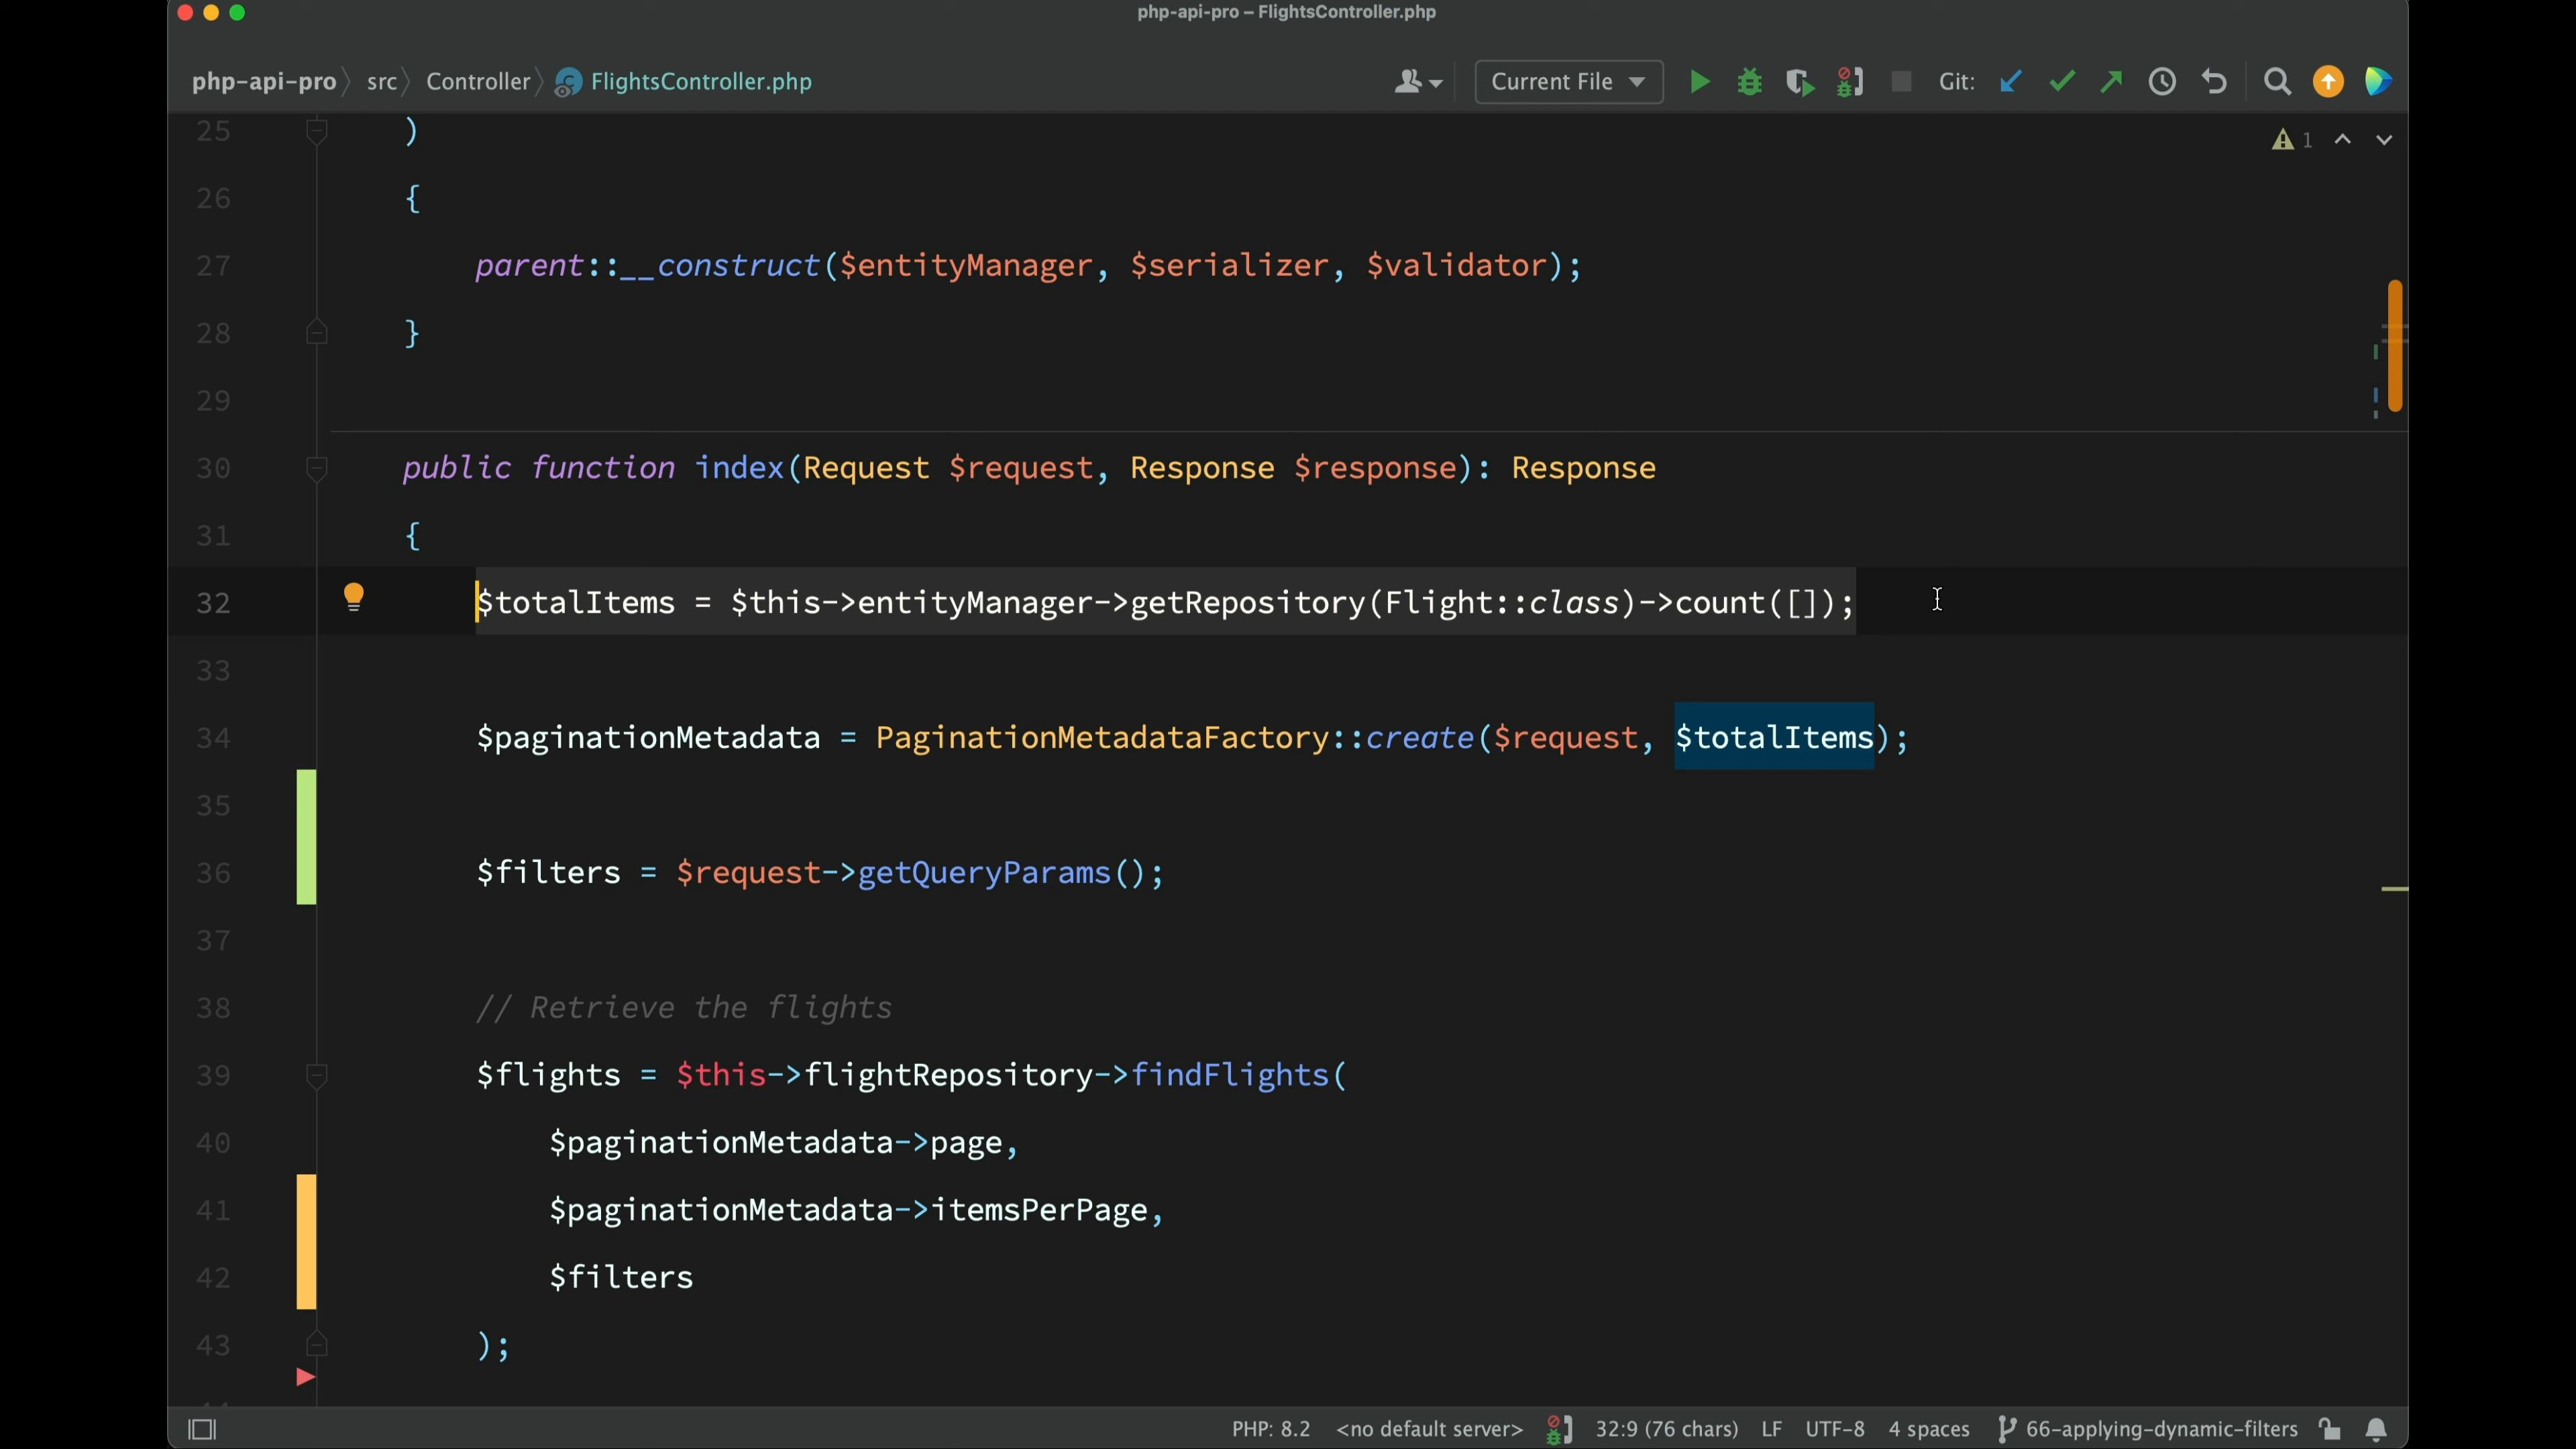 php-api-pro – FlightsController.php
php-api-pro src Controller FlightsController.php Current File Git:
25 )
1
26 {
27 parent::__construct($entityManager, $serializer, $validator);
28 }
29
30 public function index(Request $request, Response $response): Response
31 {
32 $totalItems = $this->entityManager->getRepository(Flight::class)->count([]);
33
34 $paginationMetadata = PaginationMetadataFactory::create($request, $totalItems);
35
36 $filters = $request->getQueryParams();
37
38 // Retrieve the flights
39 $flights = $this->flightRepository->findFlights(
40 $paginationMetadata->page,
41 $paginationMetadata->itemsPerPage,
42 $filters
43 );
PHP: 8.2 <no default server> 32:9 (76 chars) LF UTF-8 4 spaces 66-applying-dynamic-filters